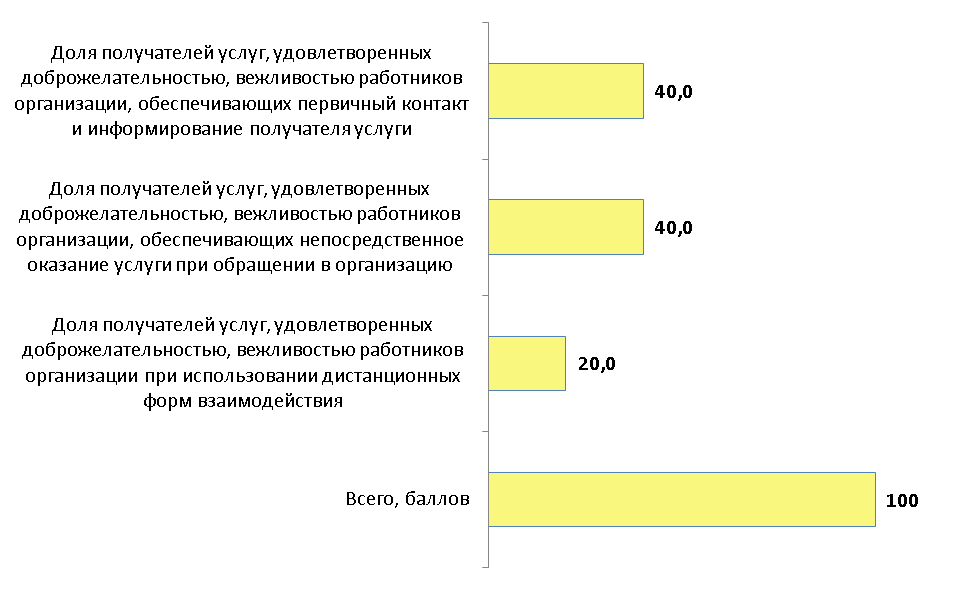 Доля получателей услуг, удовлетворенных
доброжелательностью, вежливостью работников
организации, обеспечивающих первичный контакт
и информирование получателя услуги
40,0
Доля получателей услуг, удовлетворенных
доброжелательностью, вежливостью работников
организации, обеспечивающих непосредственное
оказание услуги при обращении в организацию
40,0
Доля получателей услуг, удовлетворенных
доброжелательностью, вежливостью работников
организации при использовании дистанционных
форм взаимодействия
20,0
Всего, баллов
100